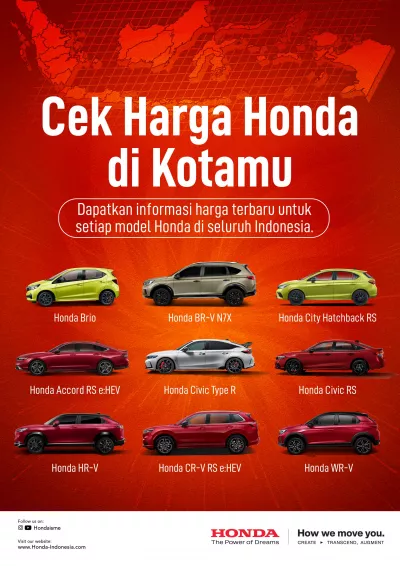 Cek Harga Honda
di Kotamu
Dapatkan informasi harga terbaru untuk
setiap model Honda di seluruh Indonesia.
Honda Brio
Honda BR-V N7X
Honda City Hatchback RS
Honda Accord RS e:HEV
Honda Civic Type R
Honda Civic RS
Honda HR-V
Honda CR-V RS e:HEV
Honda WR-V
Follow us on:
Hondaisme
Visit our website:
www.Honda-Indonesia.com
HONDA
The Power of Dreams
How we move you.
CREATE ▸ TRANSCEND, AUGMENT